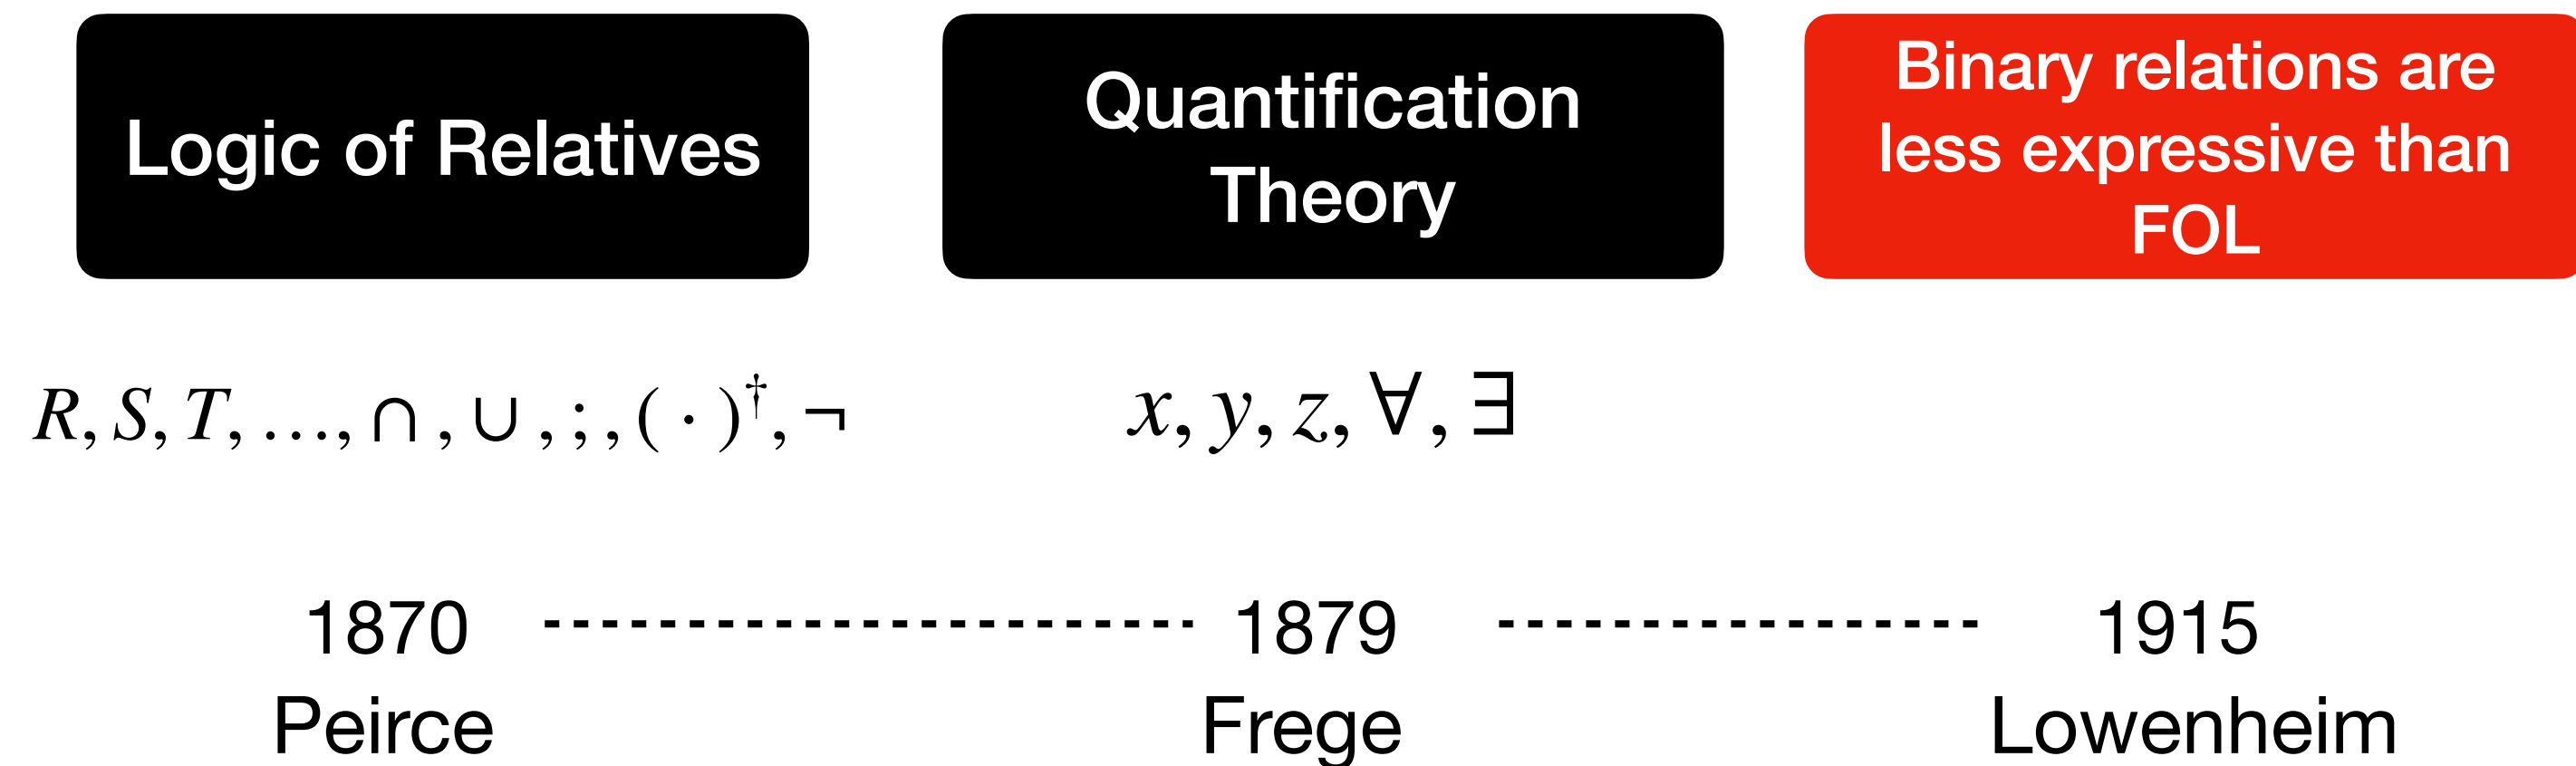 Logic of Relatives
Quantification
Theory
Binary relations are
less expressive than
FOL
R, S, T, …, ∩ , ∪ , ; , ( · )†, ¬
x, y, z, ∀, ∃
1870
Peirce
1879
Frege
1915
Lowenheim